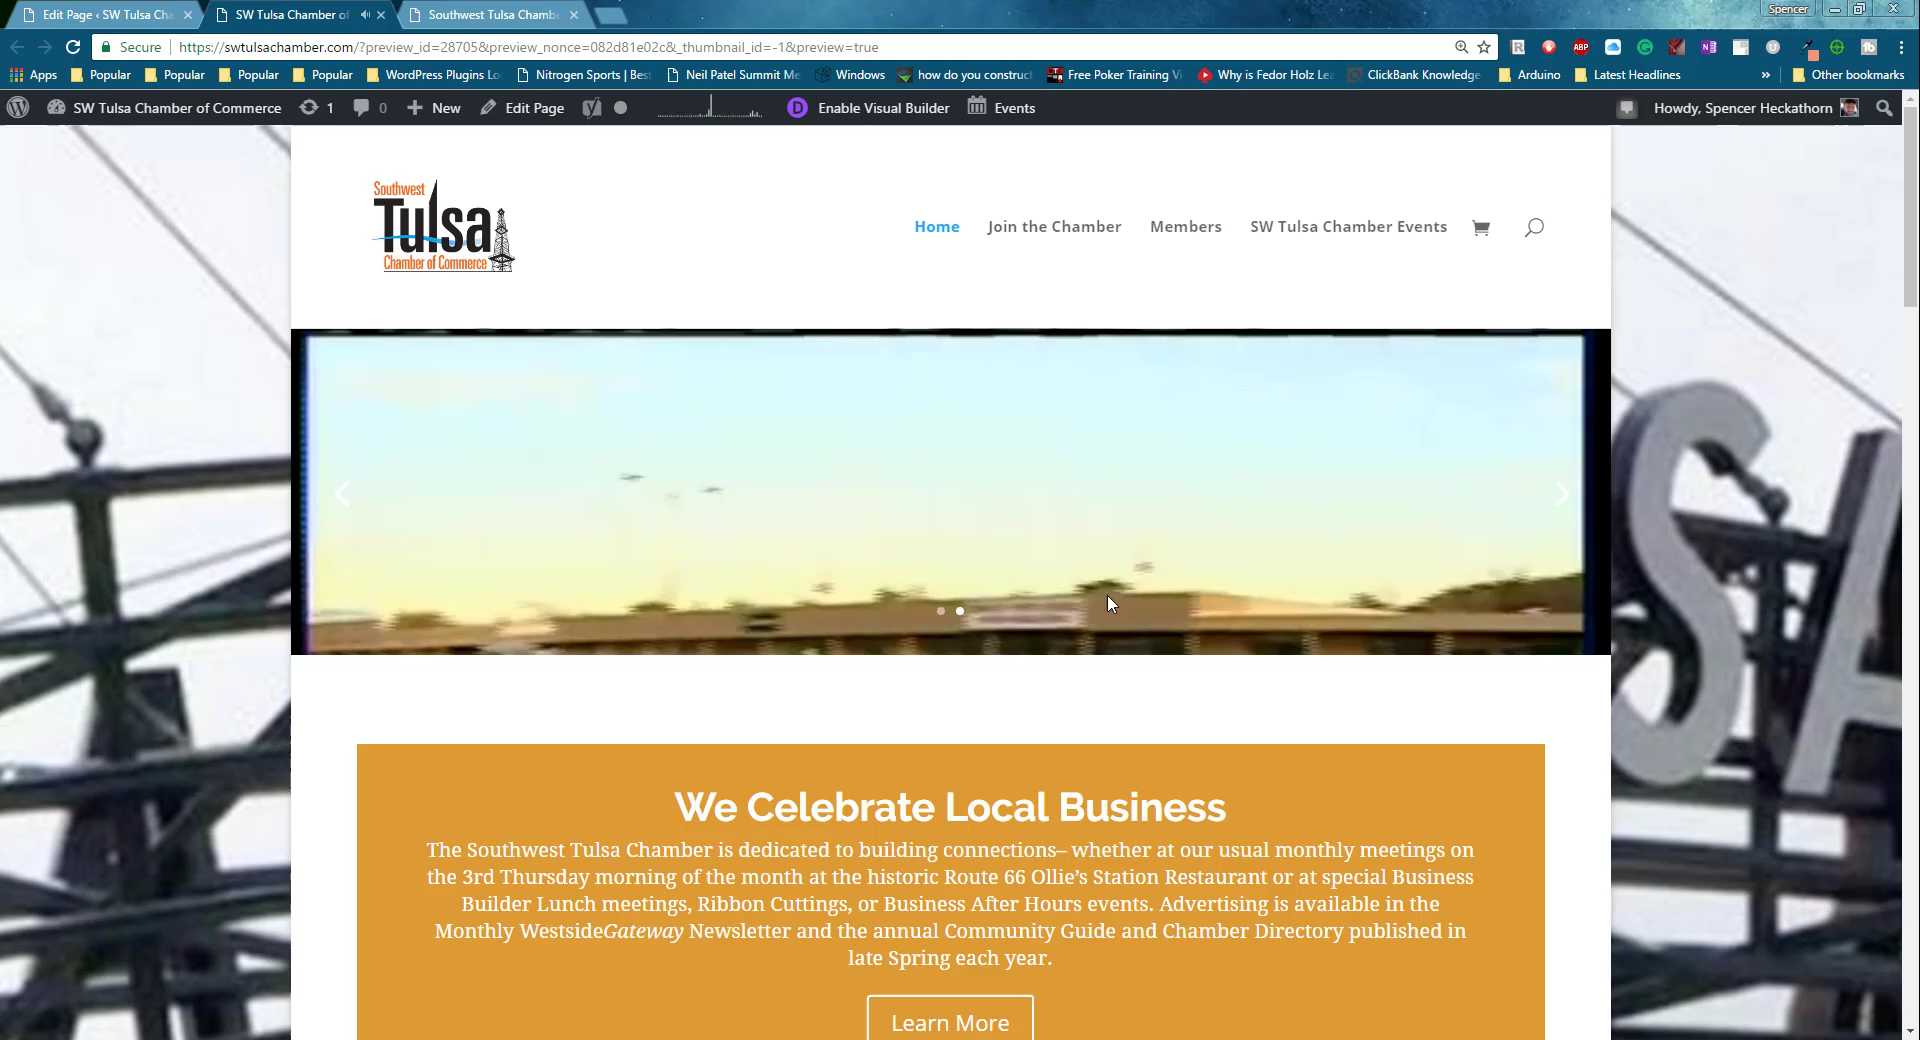 Edit Page ‹ SW Tulsa Cha
SW Tulsa Chamber of
Southwest Tulsa Chambe
Spencer
Secure
https://swtulsachamber.com/?preview_id=28705&preview_nonce=082d81e02c&_thumbnail_id=-1&preview=true
Apps
Popular
Popular
Popular
Popular
WordPress Plugins Lo
Nitrogen Sports | Best
Neil Patel Summit Me
Windows
how do you construct
Free Poker Training Vi
Why is Fedor Holz Lea
ClickBank Knowledge
Arduino
Latest Headlines
»
Other bookmarks
SW Tulsa Chamber of Commerce
1
0
New
Edit Page
Enable Visual Builder
Events
Howdy, Spencer Heckathorn
Southwest
Tulsa
Chamber of Commerce
Home
Join the Chamber
Members
SW Tulsa Chamber Events
We Celebrate Local Business
The Southwest Tulsa Chamber is dedicated to building connections– whether at our usual monthly meetings on
the 3rd Thursday morning of the month at the historic Route 66 Ollie’s Station Restaurant or at special Business
Builder Lunch meetings, Ribbon Cuttings, or Business After Hours events. Advertising is available in the
Monthly WestsideGateway Newsletter and the annual Community Guide and Chamber Directory published in
late Spring each year.
Learn More